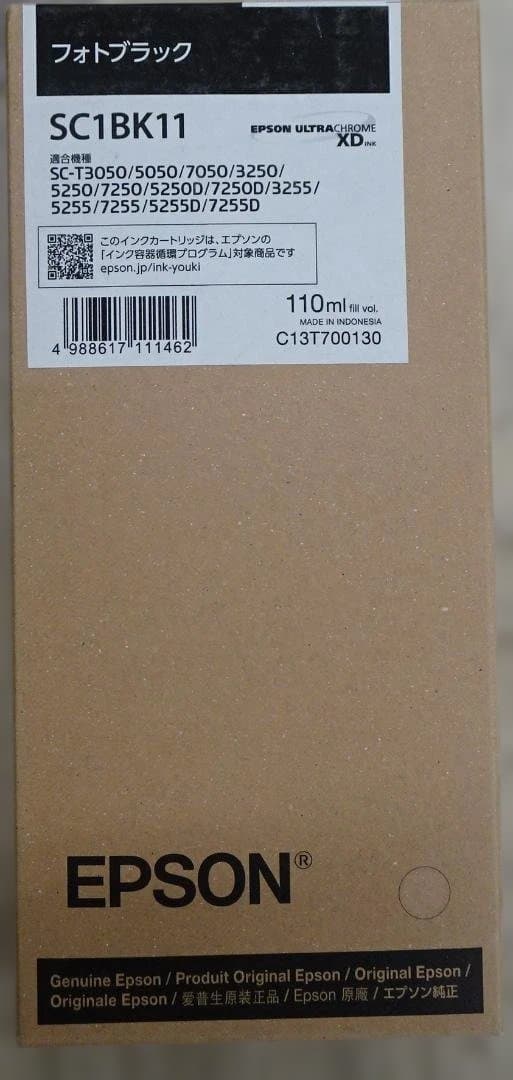 フォトブラック
SC1BK11
EPSON ULTRACHROME
XD INK
適合機種
SC-T3050/5050/7050/3250/
5250/7250/5250D/7250D/3255/
5255/7255/5255D/7255D
このインクカートリッジは、エプソンの
「インク容器循環プログラム」対象商品です
epson.jp/ink-youki
110ml fill vol.
MADE IN INDONESIA
C13T700130
4 988617 111462
EPSON®
Genuine Epson / Produit Original Epson / Original Epson /
Originale Epson / 爱普生原装正品 / Epson 原廠 / エプソン純正